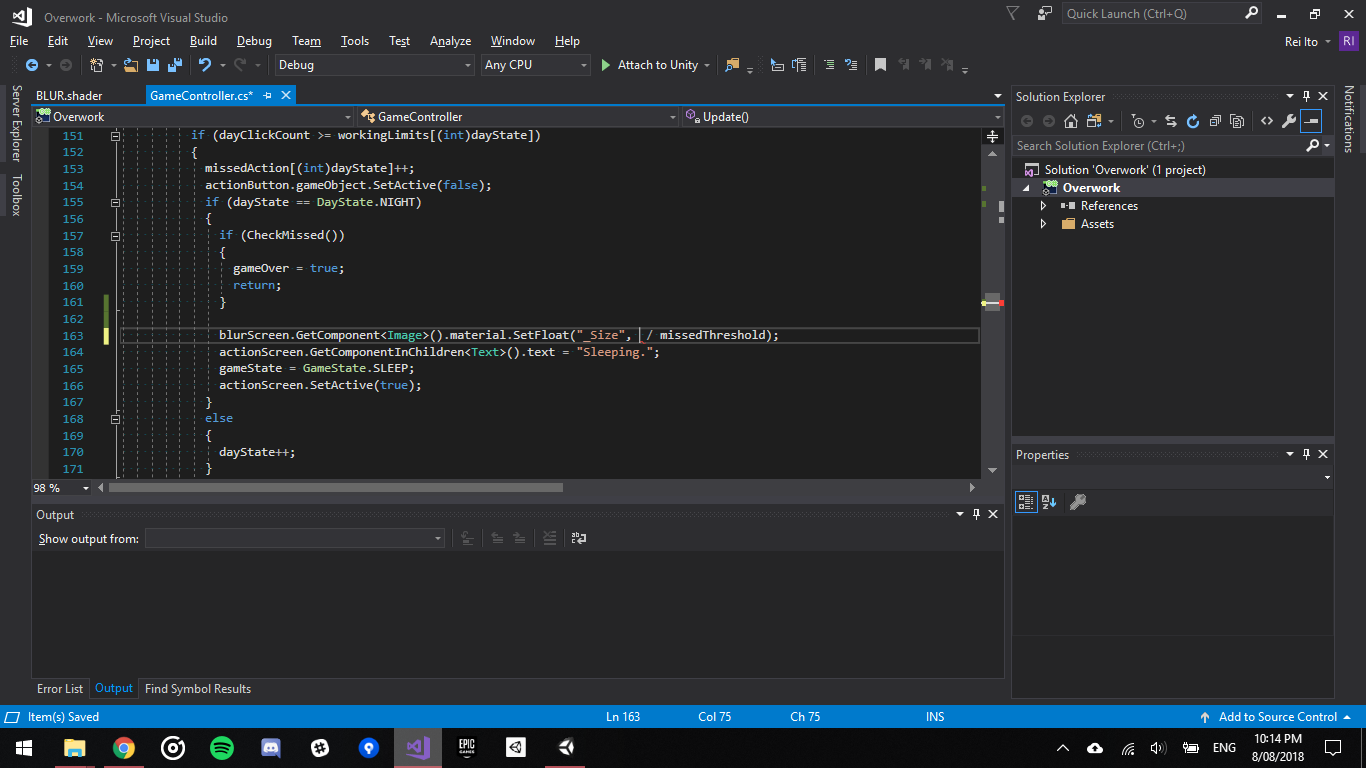 Overwork - Microsoft Visual Studio
Quick Launch (Ctrl+Q)
File Edit View Project Build Debug Team Tools Test Analyze Window Help
Rei Ito RI
Debug Any CPU Attach to Unity
Server Explorer
Toolbox
BLUR.shader GameController.cs*
Overwork GameController Update()
151 if (dayClickCount >= workingLimits[(int)dayState])
152 {
153 missedAction[(int)dayState]++;
154 actionButton.gameObject.SetActive(false);
155 if (dayState == DayState.NIGHT)
156 {
157 if (CheckMissed())
158 {
159 gameOver = true;
160 return;
161 }
162
163 blurScreen.GetComponent<Image>().material.SetFloat("_Size", / missedThreshold);
164 actionScreen.GetComponentInChildren<Text>().text = "Sleeping.";
165 gameState = GameState.SLEEP;
166 actionScreen.SetActive(true);
167 }
168 else
169 {
170 dayState++;
171 }
98 %
Output
Show output from:
Error List Output Find Symbol Results
Solution Explorer
Search Solution Explorer (Ctrl+;)
Solution 'Overwork' (1 project)
Overwork
References
Assets
Properties
Notifications
Item(s) Saved Ln 163 Col 75 Ch 75 INS Add to Source Control
EPIC GAMES
ENG
10:14 PM
8/08/2018